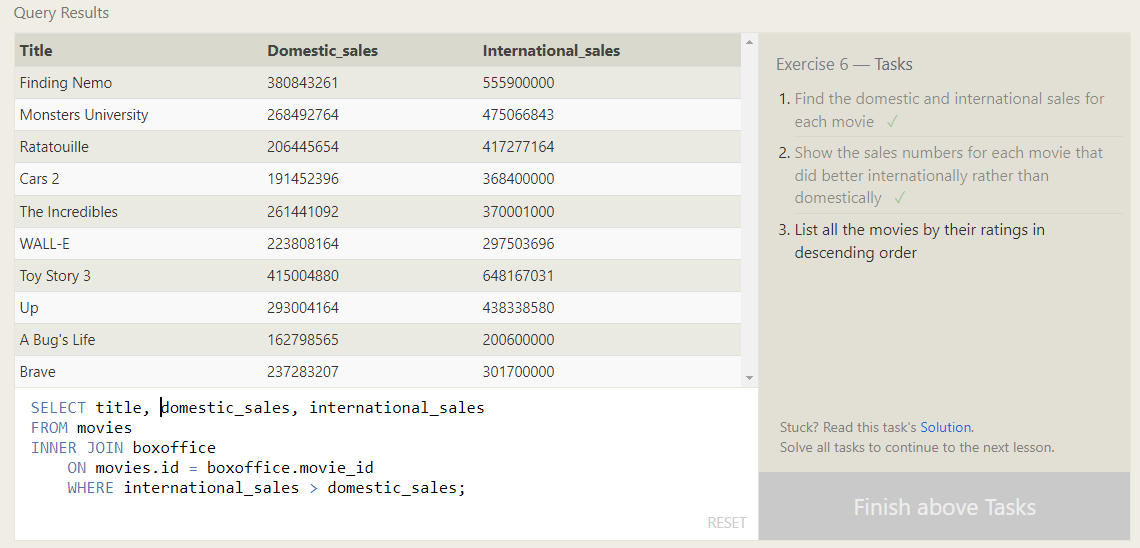 Query Results
Title Domestic_sales International_sales
Finding Nemo 380843261 555900000
Monsters University 268492764 475066843
Ratatouille 206445654 417277164
Cars 2 191452396 368400000
The Incredibles 261441092 370001000
WALL-E 223808164 297503696
Toy Story 3 415004880 648167031
Up 293004164 438338580
A Bug's Life 162798565 200600000
Brave 237283207 301700000
SELECT title, domestic_sales, international_sales
FROM movies
INNER JOIN boxoffice
ON movies.id = boxoffice.movie_id
WHERE international_sales > domestic_sales;
RESET
Exercise 6 — Tasks
1. Find the domestic and international sales for
each movie ✓
2. Show the sales numbers for each movie that
did better internationally rather than
domestically ✓
3. List all the movies by their ratings in
descending order
Stuck? Read this task's Solution.
Solve all tasks to continue to the next lesson.
Finish above Tasks